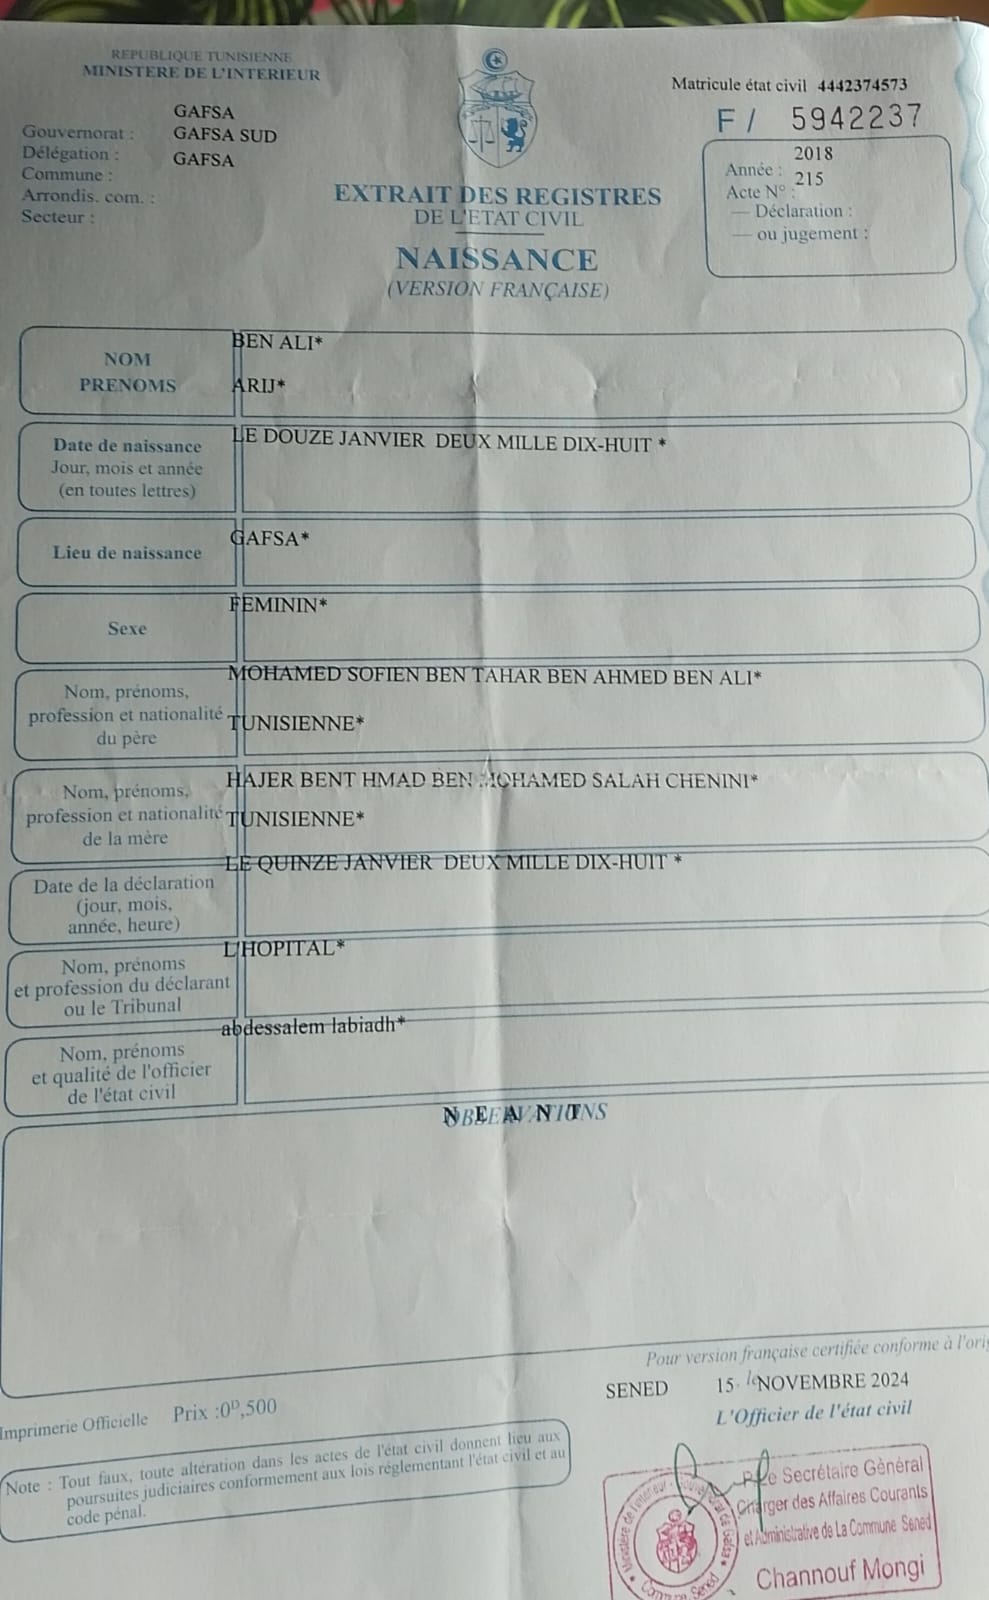 REPUBLIQUE TUNISIENNE
MINISTERE DE L'INTERIEUR
Gouvernorat : GAFSA
Délégation : GAFSA SUD
Commune : GAFSA
Arrondis. com. :
Secteur :
EXTRAIT DES REGISTRES
DE L'ETAT CIVIL
NAISSANCE
(VERSION FRANÇAISE)
Matricule état civil 4442374573
F / 5942237
Année : 2018
Acte N° : 215
— Déclaration :
— ou jugement :
NOM BEN ALI*
PRENOMS ARIJ*
Date de naissance LE DOUZE JANVIER DEUX MILLE DIX-HUIT *
Jour, mois et année
(en toutes lettres)
Lieu de naissance GAFSA*
Sexe FEMININ*
Nom, prénoms, MOHAMED SOFIEN BEN TAHAR BEN AHMED BEN ALI*
profession et nationalité TUNISIENNE*
du père
Nom, prénoms, HAJER BENT HMAD BEN MOHAMED SALAH CHENINI*
profession et nationalité TUNISIENNE*
de la mère
Date de la déclaration LE QUINZE JANVIER DEUX MILLE DIX-HUIT *
(jour, mois,
année, heure)
Nom, prénoms L'HOPITAL*
et profession du déclarant
ou le Tribunal
Nom, prénoms abdessalem labiadh*
et qualité de l'officier
de l'état civil
OBSERVATIONS
N E A N T
Pour version française certifiée conforme à l'orig
SENED 15 le NOVEMBRE 2024
L'Officier de l'état civil
Imprimerie Officielle Prix :0ᴰ,500
Note : Tout faux, toute altération dans les actes de l'état civil donnent lieu aux
poursuites judiciaires conformement aux lois réglementant l'état civil et au
code pénal.
Secrétaire Général
Charger des Affaires Courants
et Administrative de La Commune Sened
Channouf Mongi